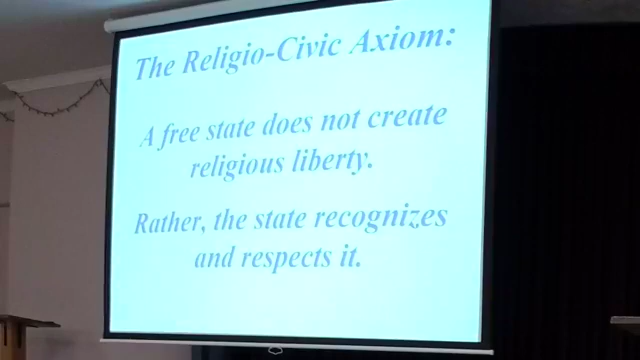 The Religio-Civic Axiom:
A free state does not create
religious liberty.
Rather, the state recognizes
and respects it.